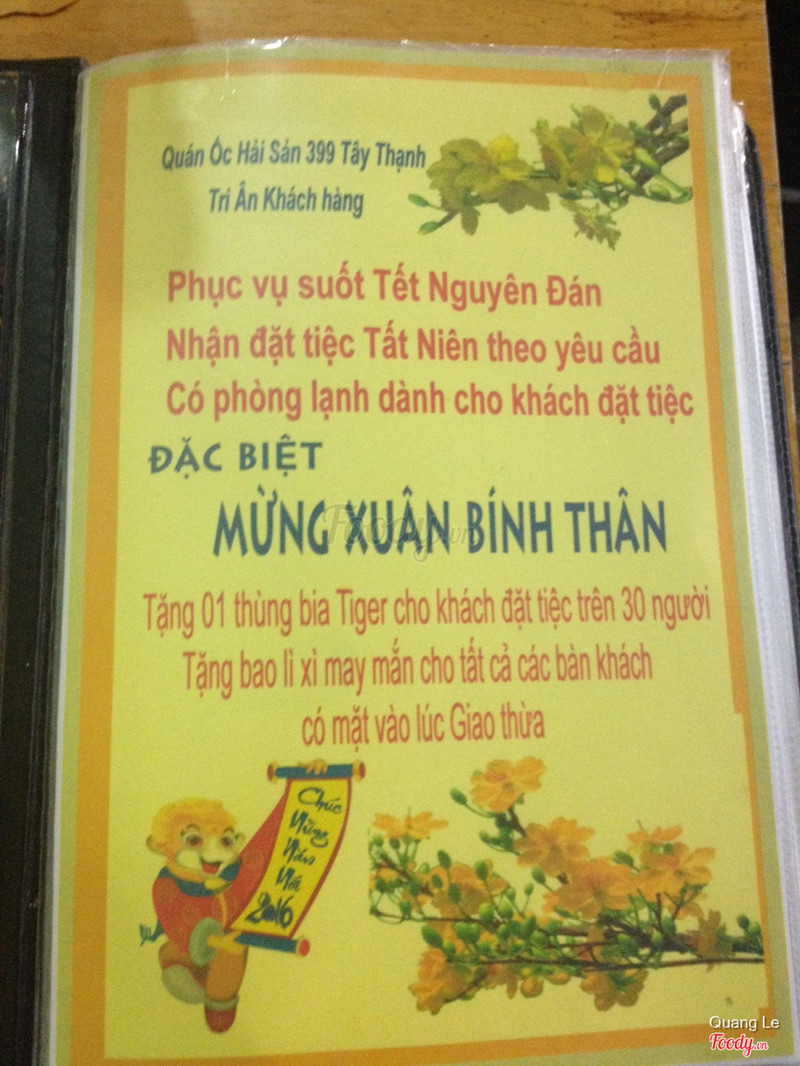 Quán Ốc Hải Sản 399 Tây Thạnh
Tri Ân Khách hàng
Phục vụ suốt Tết Nguyên Đán
Nhận đặt tiệc Tất Niên theo yêu cầu
Có phòng lạnh dành cho khách đặt tiệc
ĐẶC BIỆT
MỪNG XUÂN BÍNH THÂN
Foody.vn
Tặng 01 thùng bia Tiger cho khách đặt tiệc trên 30 người
Tặng bao lì xì may mắn cho tất cả các bàn khách
có mặt vào lúc Giao thừa
Chúc
Mừng
Năm
Mới
2016
Quang Le
Foody.vn